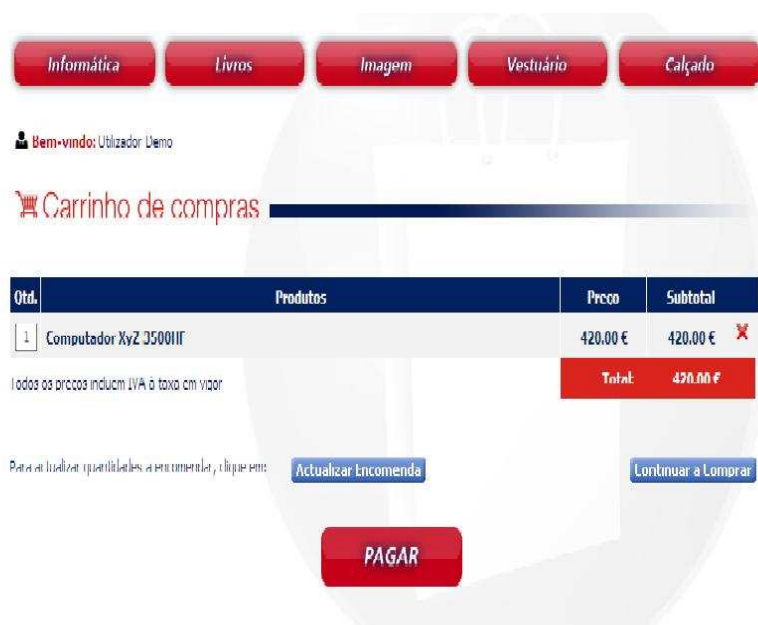 Informática Livros Imagem Vestuário Calçado
Bem-vindo: Utilizador Demo
Carrinho de compras
Qtd. Produtos Preço Subtotal
1 Computador XyZ 420.00 € 420.00 €
Todos os preços incluem IVA à taxa em vigor Total: 420.00 €
Para actualizar quantidades a encomendar, clique em: Actualizar Encomenda Continuar a Comprar
PAGAR